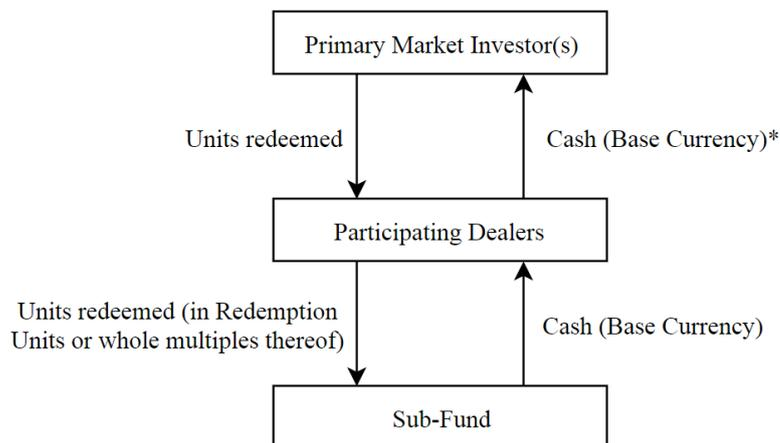 Primary Market Investor(s)
Units redeemed
Cash (Base Currency)*
Participating Dealers
Units redeemed (in Redemption
Units or whole multiples thereof)
Cash (Base Currency)
Sub-Fund